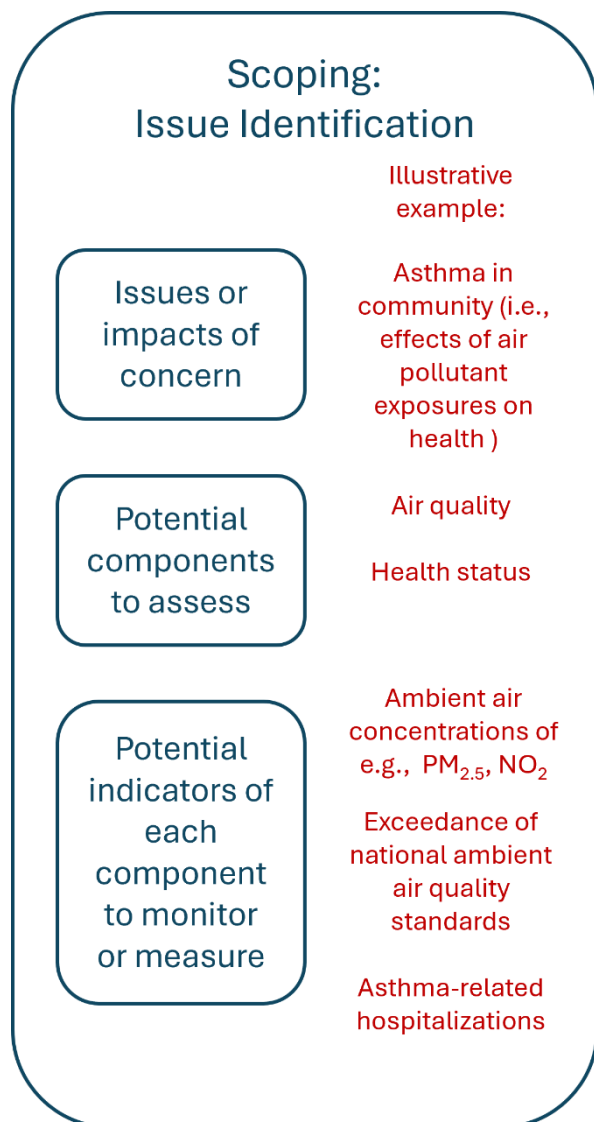 Scoping:
Issue Identification
Illustrative
example:
Issues or
impacts of
concern
Asthma in
community (i.e.,
effects of air
pollutant
exposures on
health )
Potential
components
to assess
Air quality
Health status
Potential
indicators of
each
component
to monitor
or measure
Ambient air
concentrations of
e.g.,  PM₂.₅, NO₂
Exceedance of
national ambient
air quality
standards
Asthma-related
hospitalizations